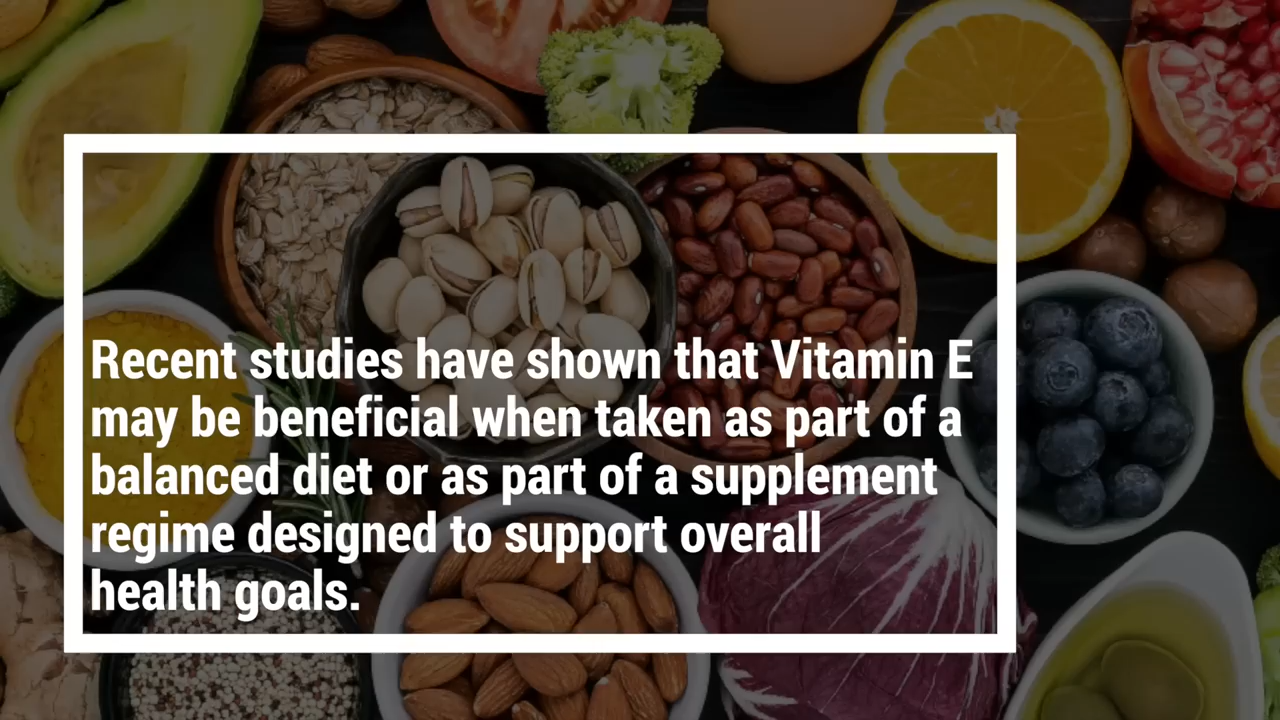 Recent studies have shown that Vitamin E
may be beneficial when taken as part of a
balanced diet or as part of a supplement
regime designed to support overall
health goals.